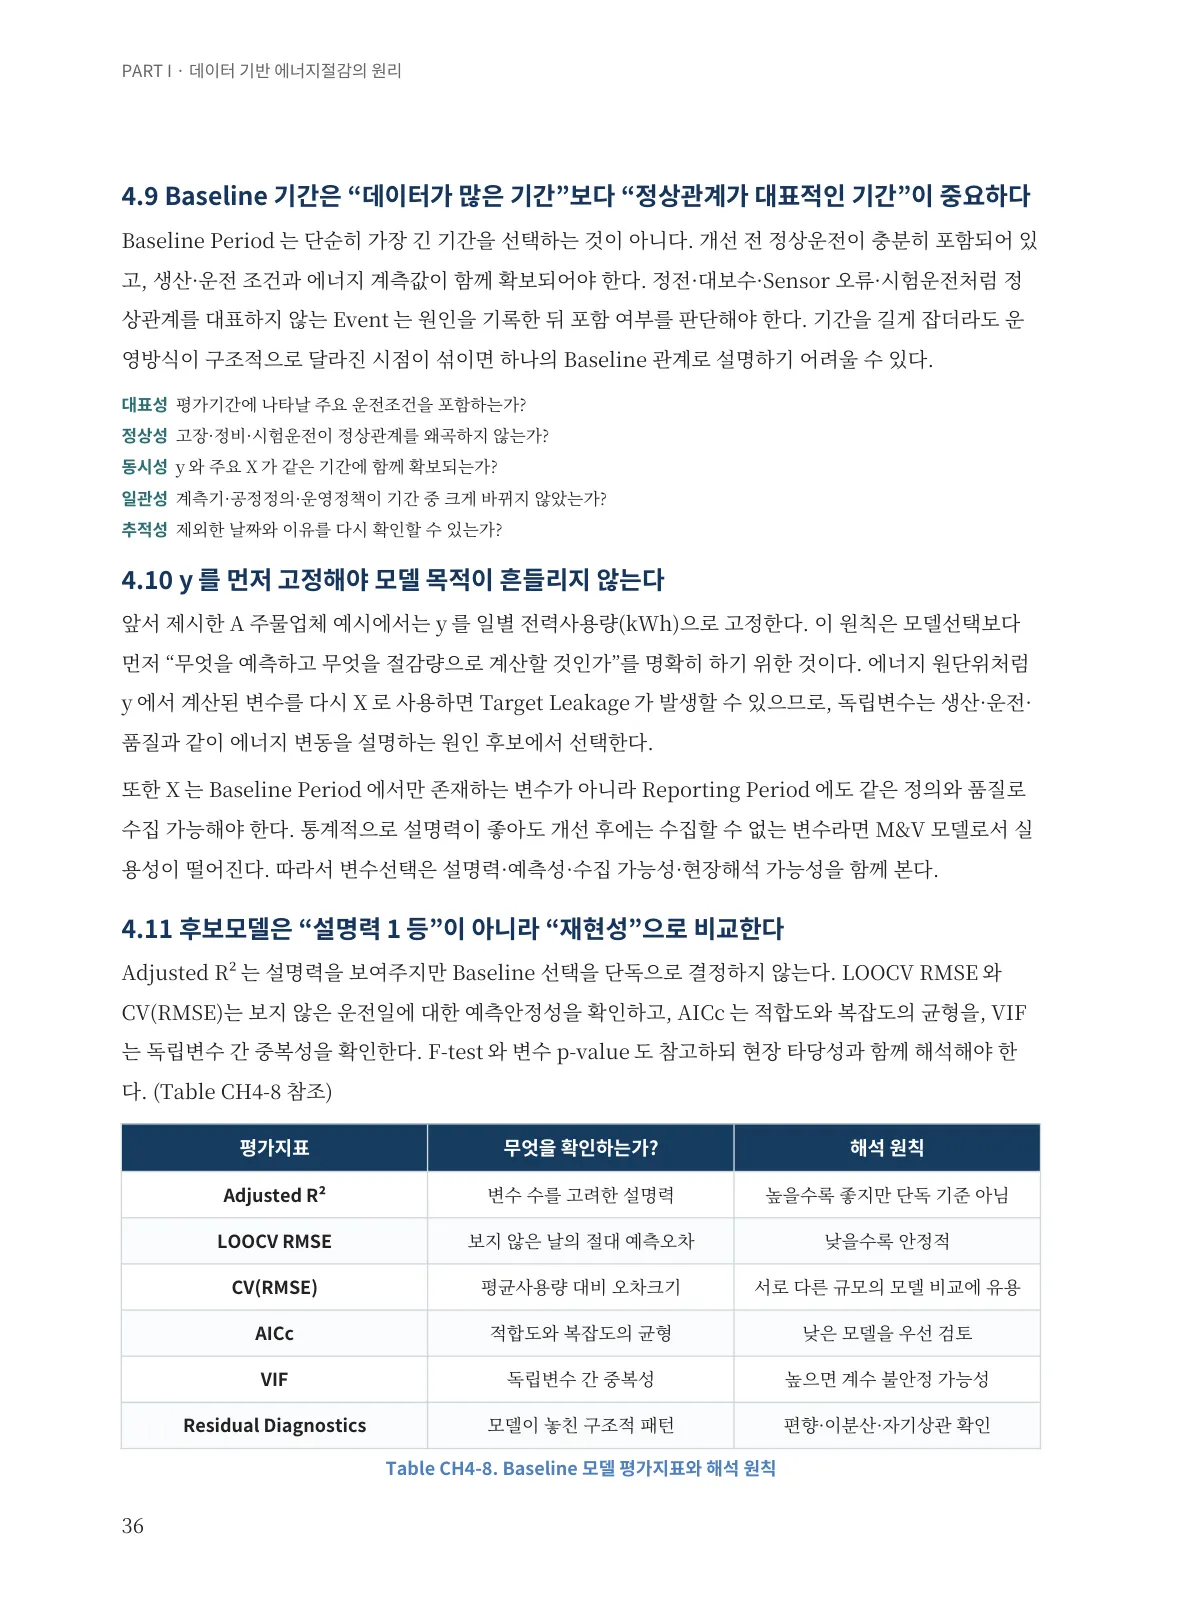 PART I · 데이터 기반 에너지절감의 원리
4.9 Baseline 기간은 “데이터가 많은 기간”보다 “정상관계가 대표적인 기간”이 중요하다
Baseline Period 는 단순히 가장 긴 기간을 선택하는 것이 아니다. 개선 전 정상운전이 충분히 포함되어 있
고, 생산·운전 조건과 에너지 계측값이 함께 확보되어야 한다. 정전·대보수·Sensor 오류·시험운전처럼 정
상관계를 대표하지 않는 Event 는 원인을 기록한 뒤 포함 여부를 판단해야 한다. 기간을 길게 잡더라도 운
영방식이 구조적으로 달라진 시점이 섞이면 하나의 Baseline 관계로 설명하기 어려울 수 있다.
대표성 평가기간에 나타날 주요 운전조건을 포함하는가?
정상성 고장·정비·시험운전이 정상관계를 왜곡하지 않는가?
동시성 y 와 주요 X 가 같은 기간에 함께 확보되는가?
일관성 계측기·공정정의·운영정책이 기간 중 크게 바뀌지 않았는가?
추적성 제외한 날짜와 이유를 다시 확인할 수 있는가?
4.10 y 를 먼저 고정해야 모델 목적이 흔들리지 않는다
앞서 제시한 A 주물업체 예시에서는 y 를 일별 전력사용량(kWh)으로 고정한다. 이 원칙은 모델선택보다
먼저 “무엇을 예측하고 무엇을 절감량으로 계산할 것인가”를 명확히 하기 위한 것이다. 에너지 원단위처럼
y 에서 계산된 변수를 다시 X 로 사용하면 Target Leakage 가 발생할 수 있으므로, 독립변수는 생산·운전·
품질과 같이 에너지 변동을 설명하는 원인 후보에서 선택한다.
또한 X 는 Baseline Period 에서만 존재하는 변수가 아니라 Reporting Period 에도 같은 정의와 품질로
수집 가능해야 한다. 통계적으로 설명력이 좋아도 개선 후에는 수집할 수 없는 변수라면 M&V 모델로서 실
용성이 떨어진다. 따라서 변수선택은 설명력·예측성·수집 가능성·현장해석 가능성을 함께 본다.
4.11 후보모델은 “설명력 1 등”이 아니라 “재현성”으로 비교한다
Adjusted R² 는 설명력을 보여주지만 Baseline 선택을 단독으로 결정하지 않는다. LOOCV RMSE 와
CV(RMSE)는 보지 않은 운전일에 대한 예측안정성을 확인하고, AICc 는 적합도와 복잡도의 균형을, VIF
는 독립변수 간 중복성을 확인한다. F-test 와 변수 p-value 도 참고하되 현장 타당성과 함께 해석해야 한
다. (Table CH4-8 참조)
평가지표 무엇을 확인하는가? 해석 원칙
Adjusted R² 변수 수를 고려한 설명력 높을수록 좋지만 단독 기준 아님
LOOCV RMSE 보지 않은 날의 절대 예측오차 낮을수록 안정적
CV(RMSE) 평균사용량 대비 오차크기 서로 다른 규모의 모델 비교에 유용
AICc 적합도와 복잡도의 균형 낮은 모델을 우선 검토
VIF 독립변수 간 중복성 높으면 계수 불안정 가능성
Residual Diagnostics 모델이 놓친 구조적 패턴 편향·이분산·자기상관 확인
Table CH4-8. Baseline 모델 평가지표와 해석 원칙
36